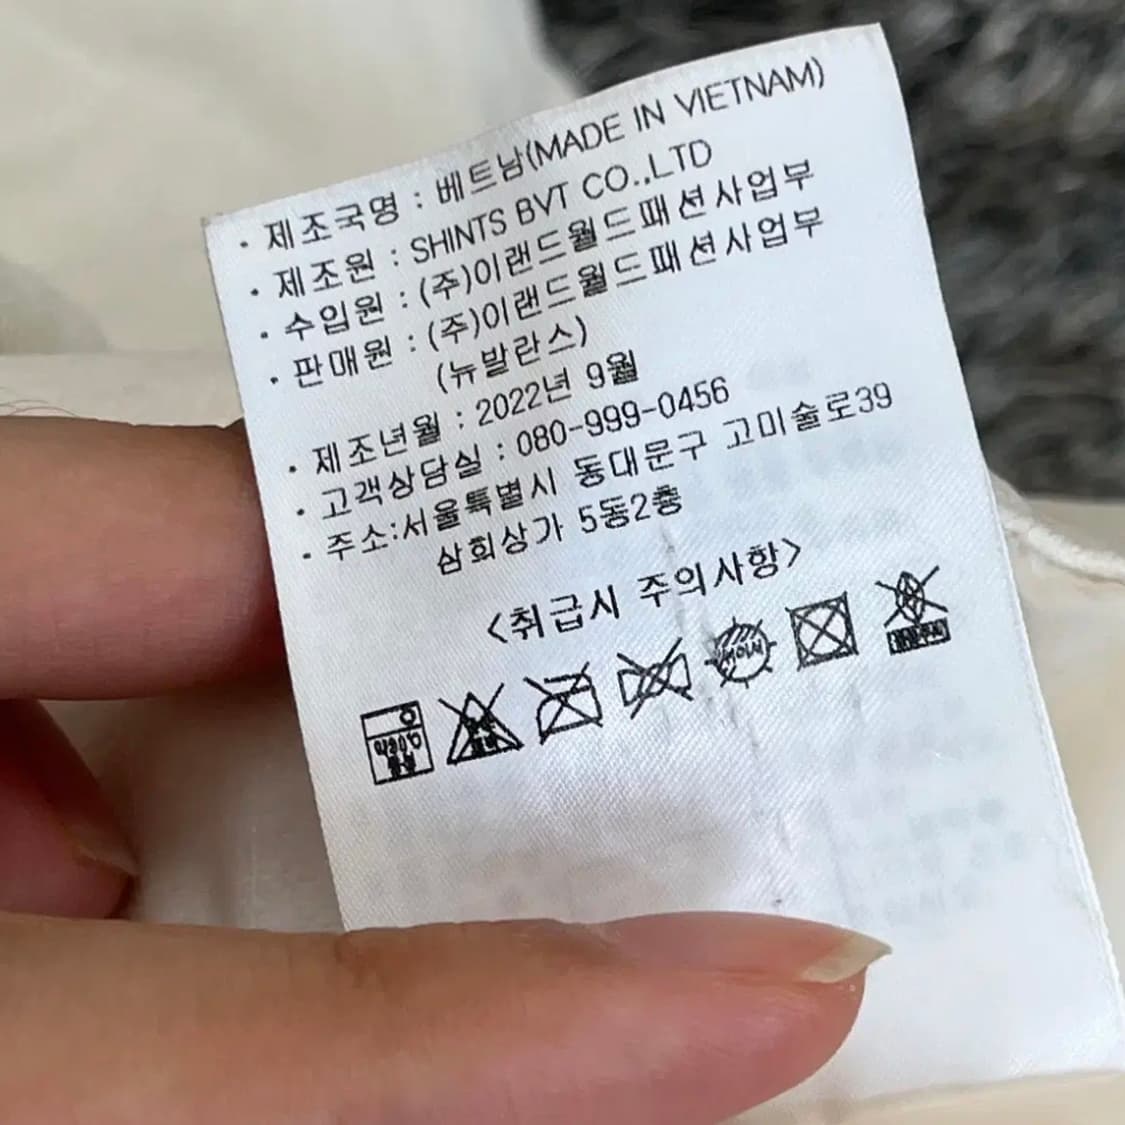 · 제조국명 : 베트남(MADE IN VIETNAM)
· 제조원 : SHINTS BVT CO.,LTD
· 수입원 : (주)이랜드월드패션사업부
· 판매원 : (주)이랜드월드패션사업부
(뉴발란스)
· 제조년월 : 2022년 9월
· 고객상담실 : 080-999-0456
· 주소:서울특별시 동대문구 고미술로39
삼희상가 5동2층
<취급시 주의사항>
뉘이서